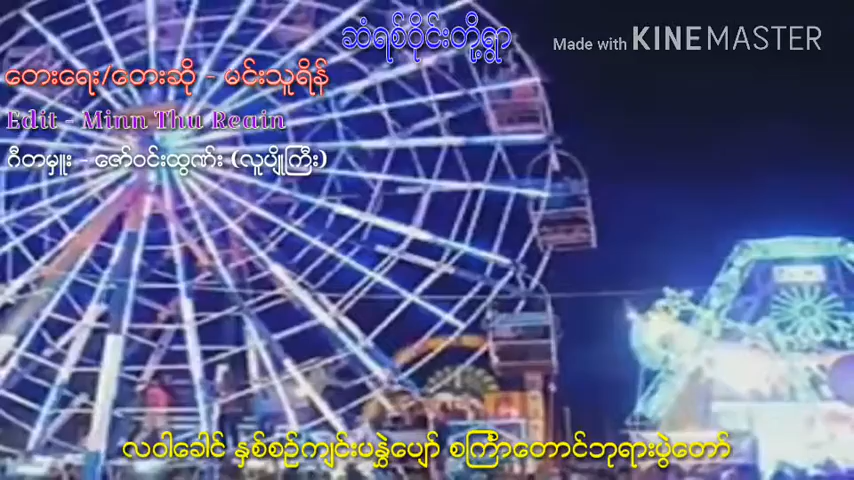 ဆံရစ်ဝိုင်းတို့ရွာ
Made with KINEMASTER
တေးရေး/တေးဆို - မင်းသူရိန်
Edit - Minn Thu Reain
ဂီတမှူး - ဇော်ဝင်းထွဏ်း (လူပျိုကြီး)
လဝါခေါင် နှစ်စဉ်ကျင်းပနွှဲပျော် စကြာ်တောင်ဘုရားပွဲတော်